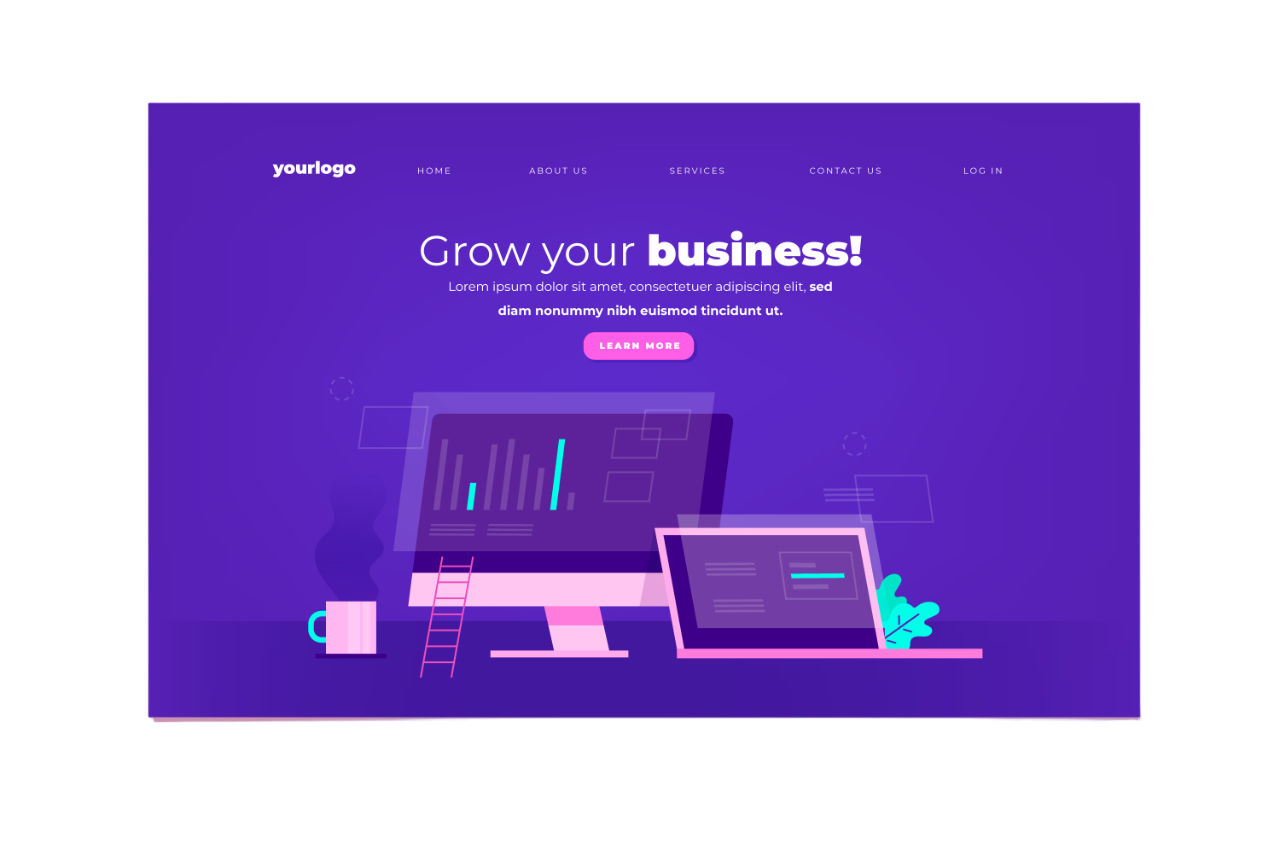 yourlogo
HOME
ABOUT US
SERVICES
CONTACT US
LOG IN
Grow your business!
Lorem ipsum dolor sit amet, consectetuer adipiscing elit, sed
diam nonummy nibh euismod tincidunt ut.
LEARN MORE